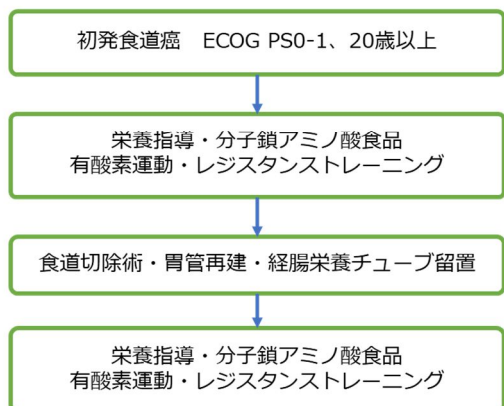 初発食道癌　ECOG PS0-1、20歳以上
栄養指導・分子鎖アミノ酸食品
有酸素運動・レジスタンストレーニング
食道切除術・胃管再建・経腸栄養チューブ留置
栄養指導・分子鎖アミノ酸食品
有酸素運動・レジスタンストレーニング